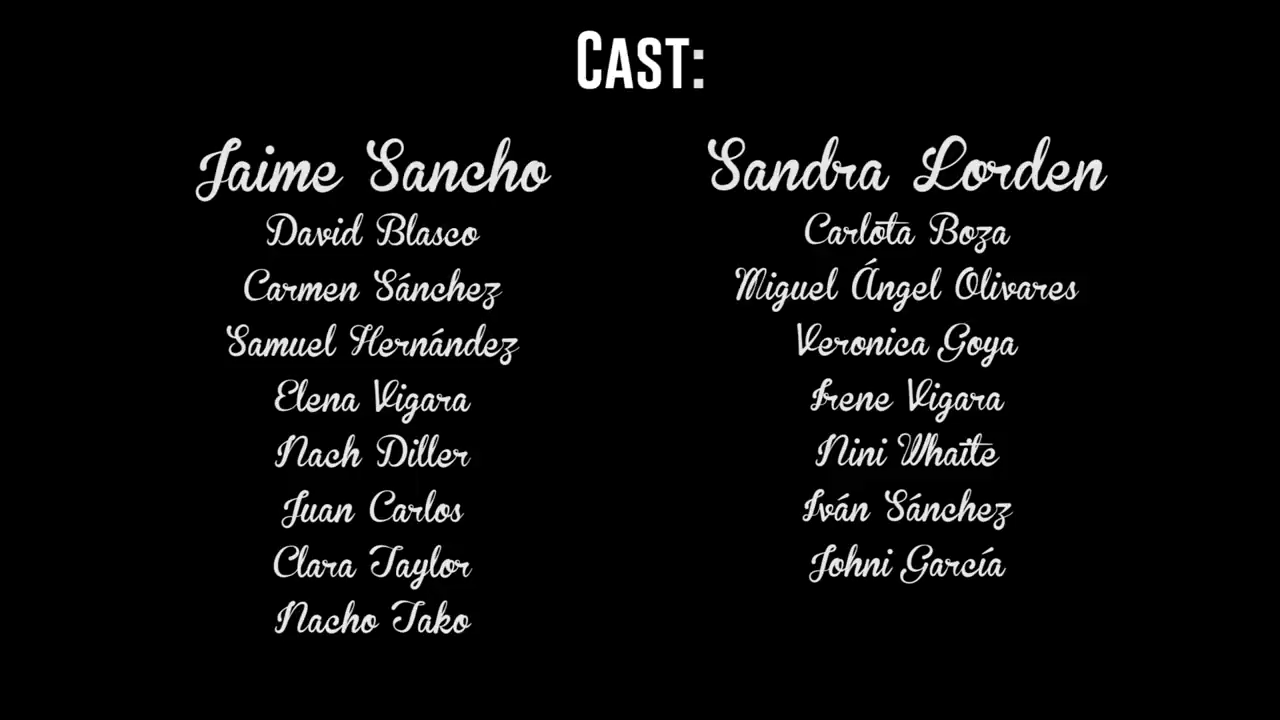 CAST:
Jaime Sancho
David Blasco
Carmen Sánchez
Samuel Hernández
Elena Vigara
Nach Diller
Juan Carlos
Clara Taylor
Nacho Tako
Sandra Lorden
Carlota Boza
Miguel Ángel Olivares
Veronica Goya
Irene Vigara
Nini Whaite
Iván Sánchez
Johni García